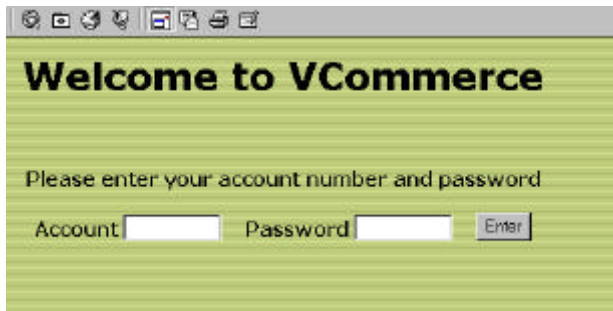 Welcome to VCommerce
Please enter your account number and password
Account Password Enter